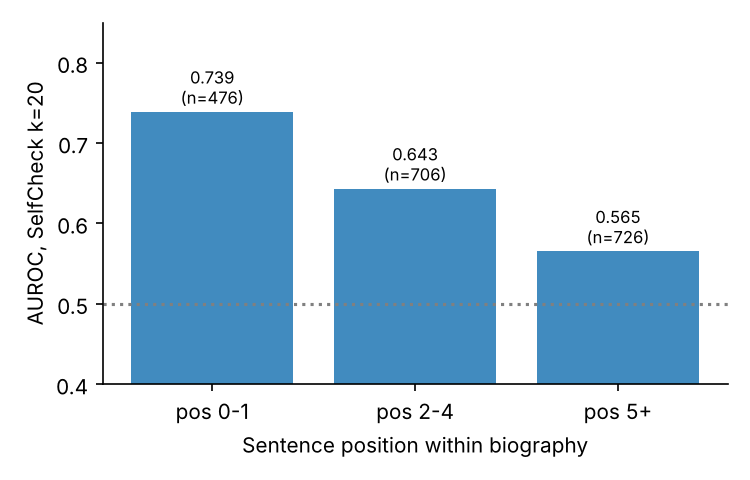 AUROC, SelfCheck k=20
0.8
0.7
0.6
0.5
0.4
0.739
(n=476)
0.643
(n=706)
0.565
(n=726)
pos 0-1
pos 2-4
pos 5+
Sentence position within biography